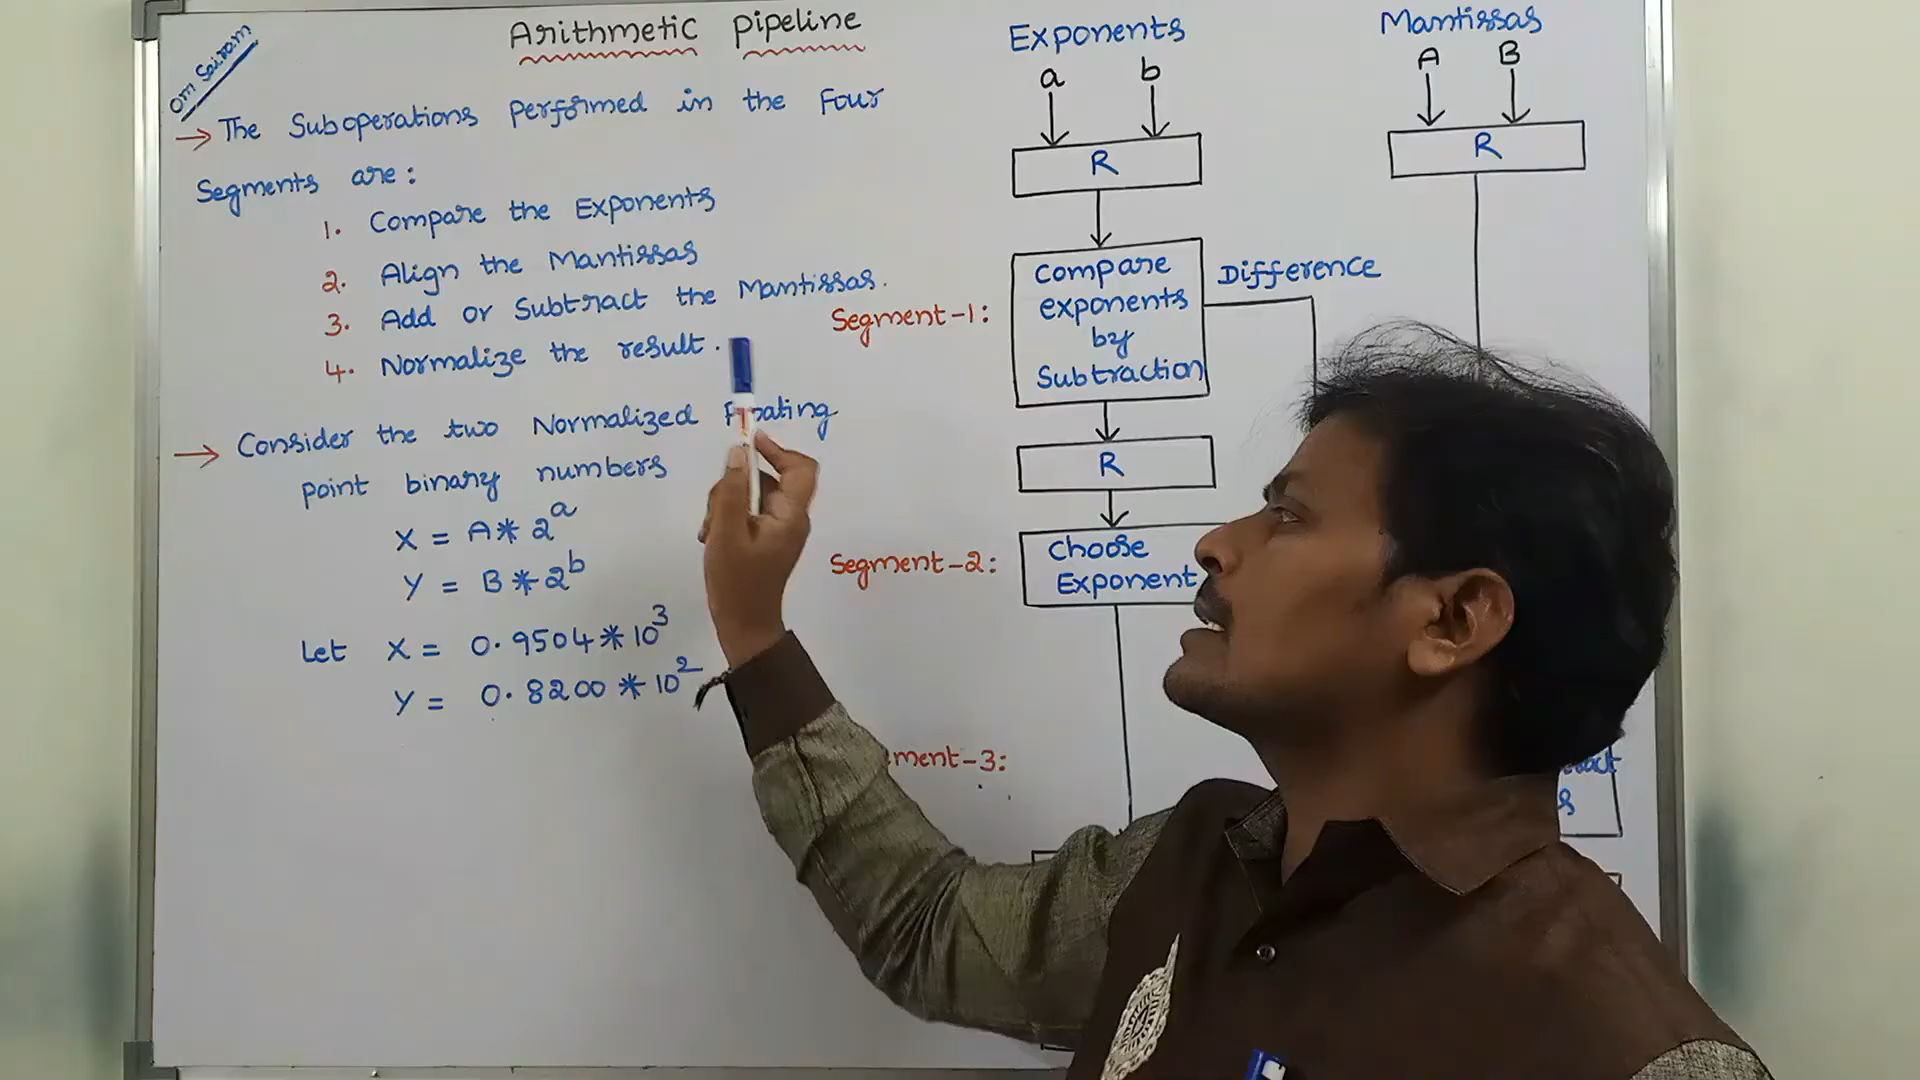 Om Sairam
Arithmetic Pipeline
→ The Suboperations performed in the Four
Segments are:
1. Compare the Exponents
2. Align the Mantissas
3. Add or Subtract the Mantissas.
4. Normalize the result.
→ Consider the two Normalized Floating
point binary numbers
X = A * 2^a
Y = B * 2^b
Let X = 0.9504 * 10^3
Y = 0.8200 * 10^2
Exponents
a b
R
Segment-1:
Compare
exponents
by
Subtraction
Difference
R
Segment-2:
Choose
Exponent
ment-3:
Mantissas
A B
R